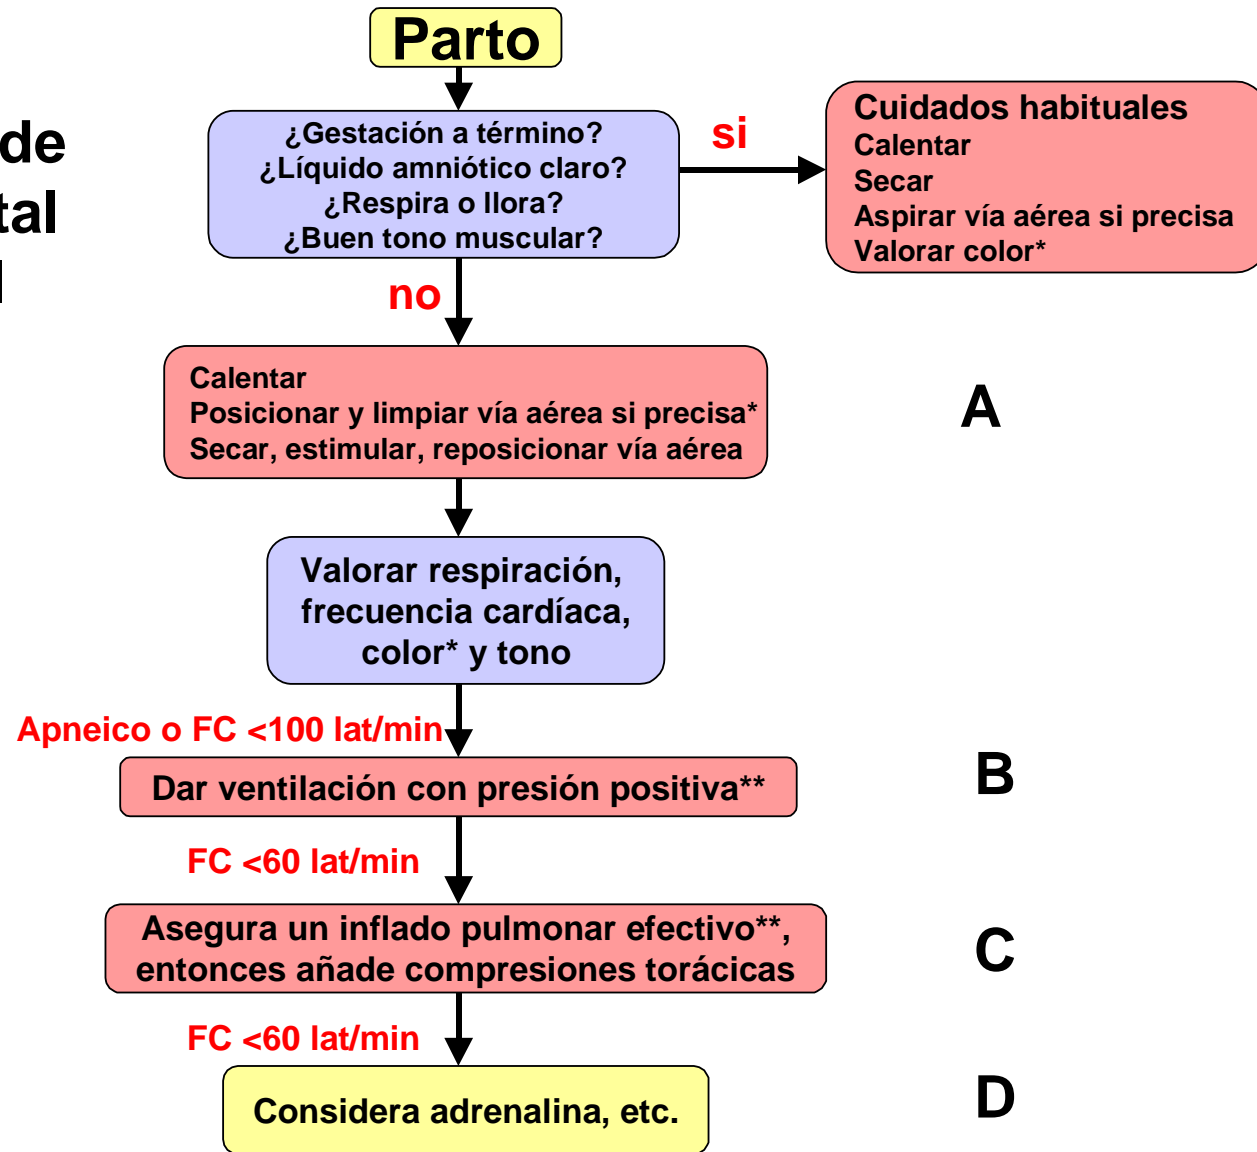 Parto
de
tal
¿Gestación a término?
¿Líquido amniótico claro?
¿Respira o llora?
¿Buen tono muscular?
si
Cuidados habituales
Calentar
Secar
Aspirar vía aérea si precisa
Valorar color*
no
Calentar
Posicionar y limpiar vía aérea si precisa*
Secar, estimular, reposicionar vía aérea
A
Valorar respiración,
frecuencia cardíaca,
color* y tono
Apneico o FC <100 lat/min
Dar ventilación con presión positiva**
B
FC <60 lat/min
Asegura un inflado pulmonar efectivo**,
entonces añade compresiones torácicas
C
FC <60 lat/min
Considera adrenalina, etc.
D